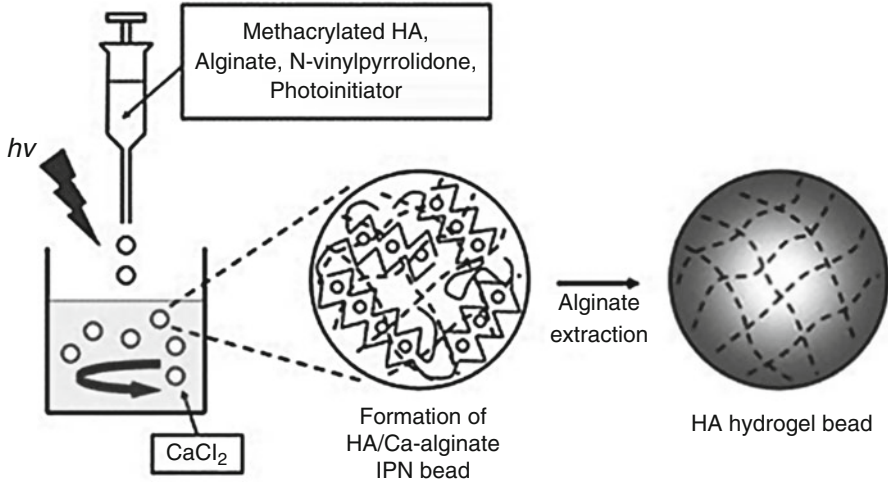 Methacrylated HA,
Alginate, N-vinylpyrrolidone,
Photoinitiator
hv
CaCl₂
Formation of
HA/Ca-alginate
IPN bead
Alginate
extraction
HA hydrogel bead